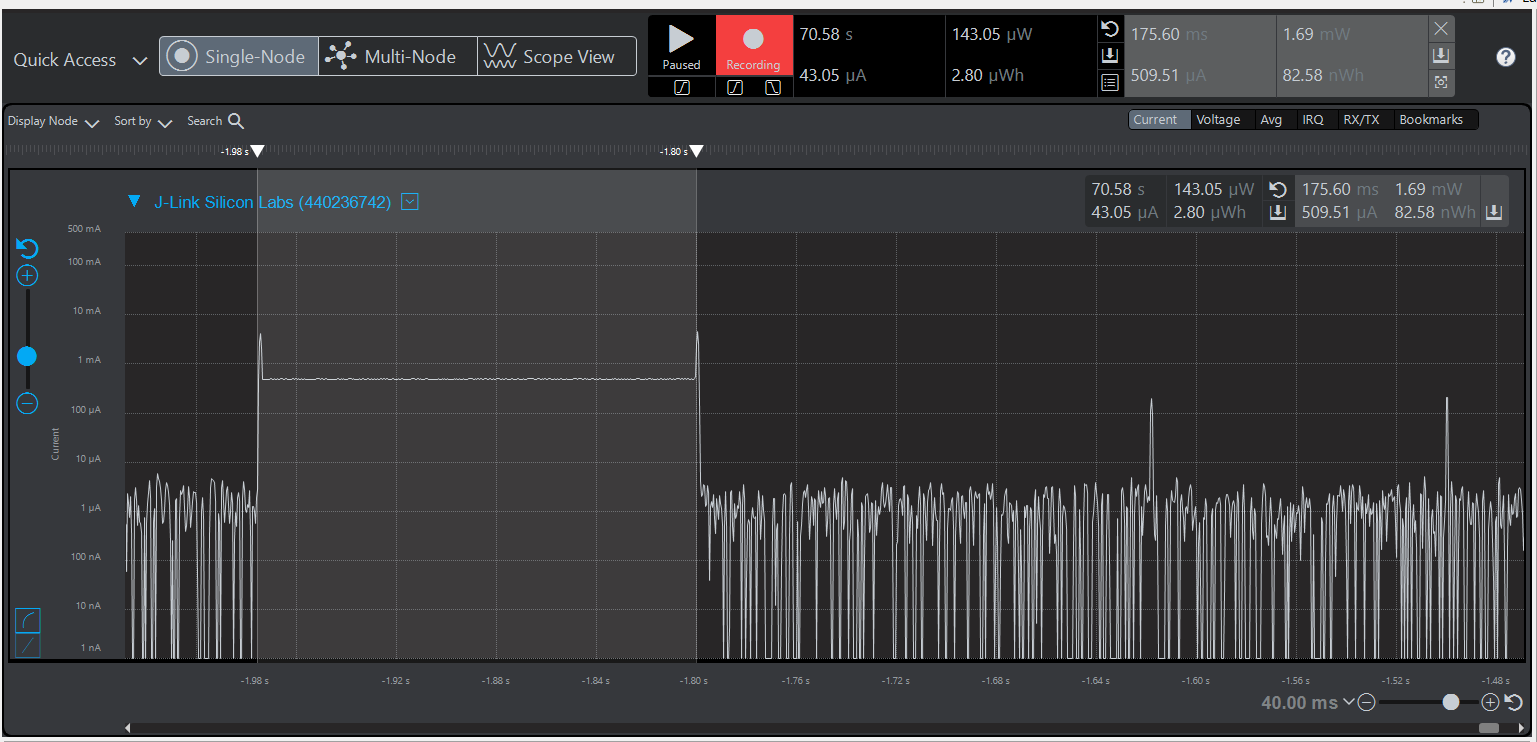 Quick Access
Single-Node
Multi-Node
Scope View
Paused
Recording
70.58 s
43.05 µA
143.05 µW
2.80 µWh
175.60 ms
509.51 µA
1.69 mW
82.58 nWh
?
Display Node
Sort by
Search
Current
Voltage
Avg
IRQ
RX/TX
Bookmarks
-1.98 s
-1.80 s
J-Link Silicon Labs (440236742)
70.58 s 143.05 µW
43.05 µA 2.80 µWh
175.60 ms 1.69 mW
509.51 µA 82.58 nWh
500 mA
100 mA
10 mA
1 mA
100 µA
10 µA
1 µA
100 nA
10 nA
1 nA
Current
-1.98 s
-1.92 s
-1.88 s
-1.84 s
-1.80 s
-1.76 s
-1.72 s
-1.68 s
-1.64 s
-1.60 s
-1.56 s
-1.52 s
-1.48 s
40.00 ms